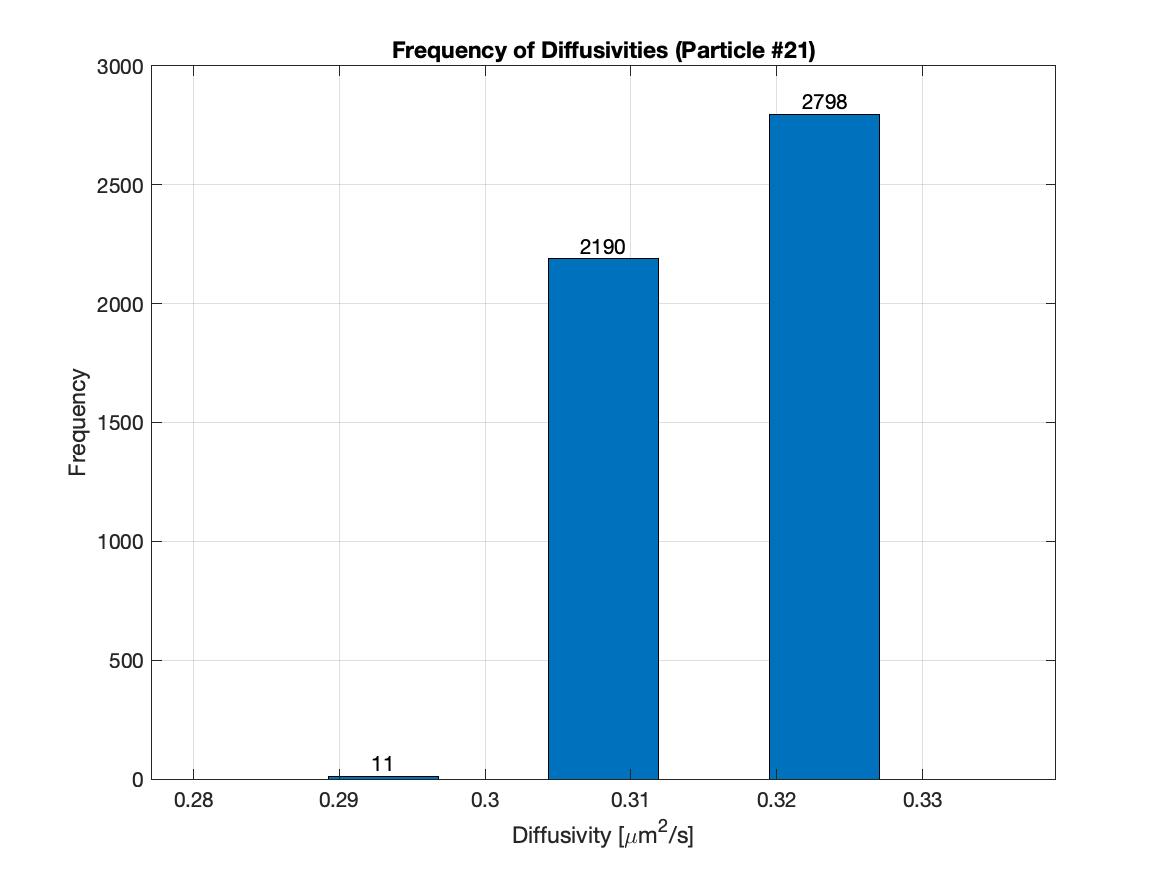 Frequency of Diffusivities (Particle #21)
3000
2798
2500
2190
2000
1500
1000
500
11
0
0.28 0.29 0.3 0.31 0.32 0.33
Frequency
Diffusivity [μm²/s]